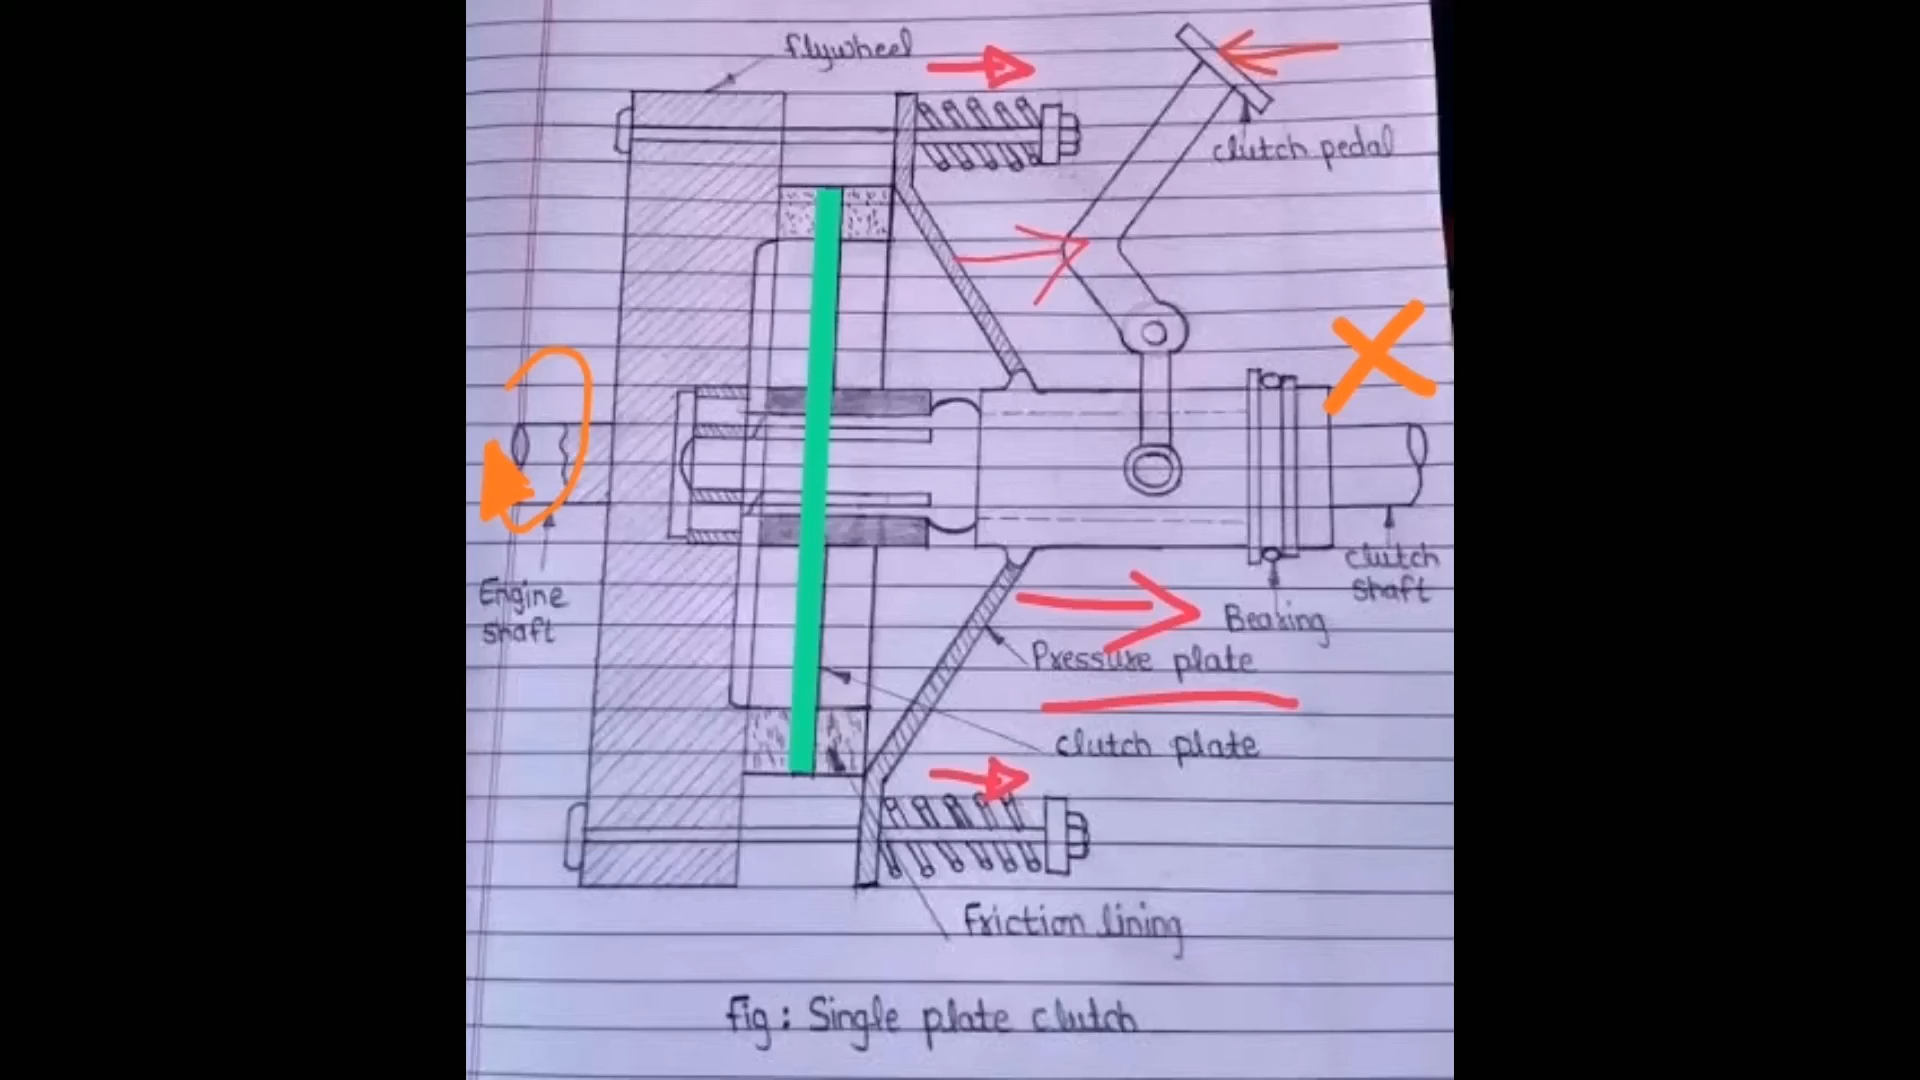 flywheel
clutch pedal
Engine
shaft
clutch
shaft
Bearing
Pressure plate
clutch plate
Friction lining
fig: Single plate clutch